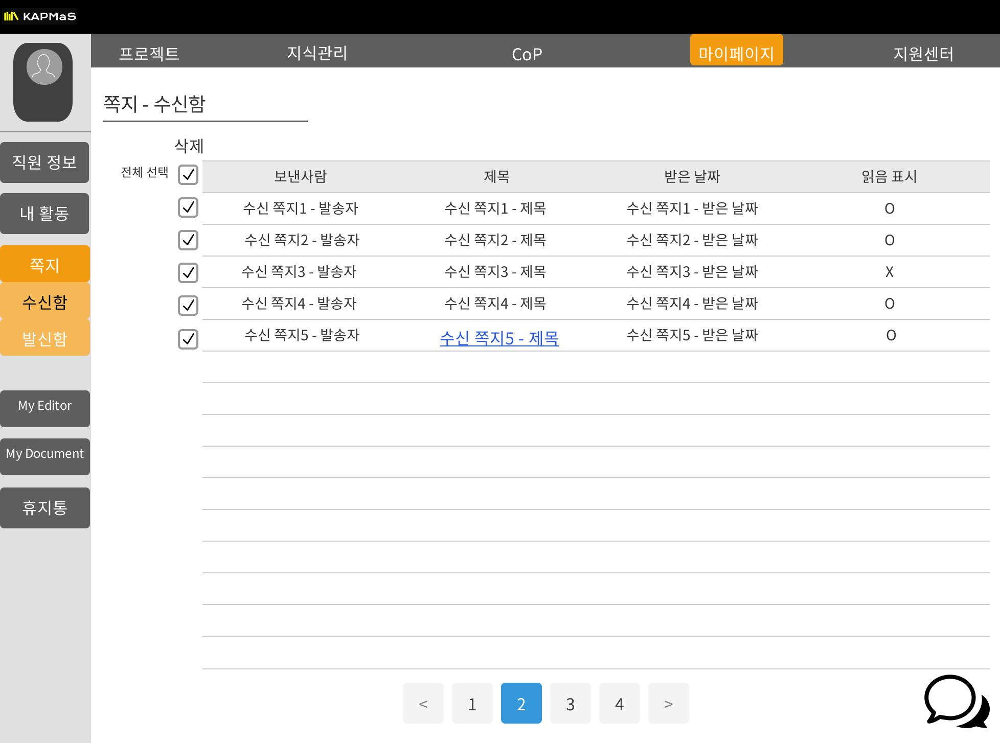 KAPMaS
프로젝트 지식관리 CoP 마이페이지 지원센터
쪽지 - 수신함
직원 정보
내 활동
쪽지
수신함
발신함
My Editor
My Document
휴지통
삭제
전체 선택 보낸사람 제목 받은 날짜 읽음 표시
수신 쪽지1 - 발송자 수신 쪽지1 - 제목 수신 쪽지1 - 받은 날짜 O
수신 쪽지2 - 발송자 수신 쪽지2 - 제목 수신 쪽지2 - 받은 날짜 O
수신 쪽지3 - 발송자 수신 쪽지3 - 제목 수신 쪽지3 - 받은 날짜 X
수신 쪽지4 - 발송자 수신 쪽지4 - 제목 수신 쪽지4 - 받은 날짜 O
수신 쪽지5 - 발송자 수신 쪽지5 - 제목 수신 쪽지5 - 받은 날짜 O
< 1 2 3 4 >